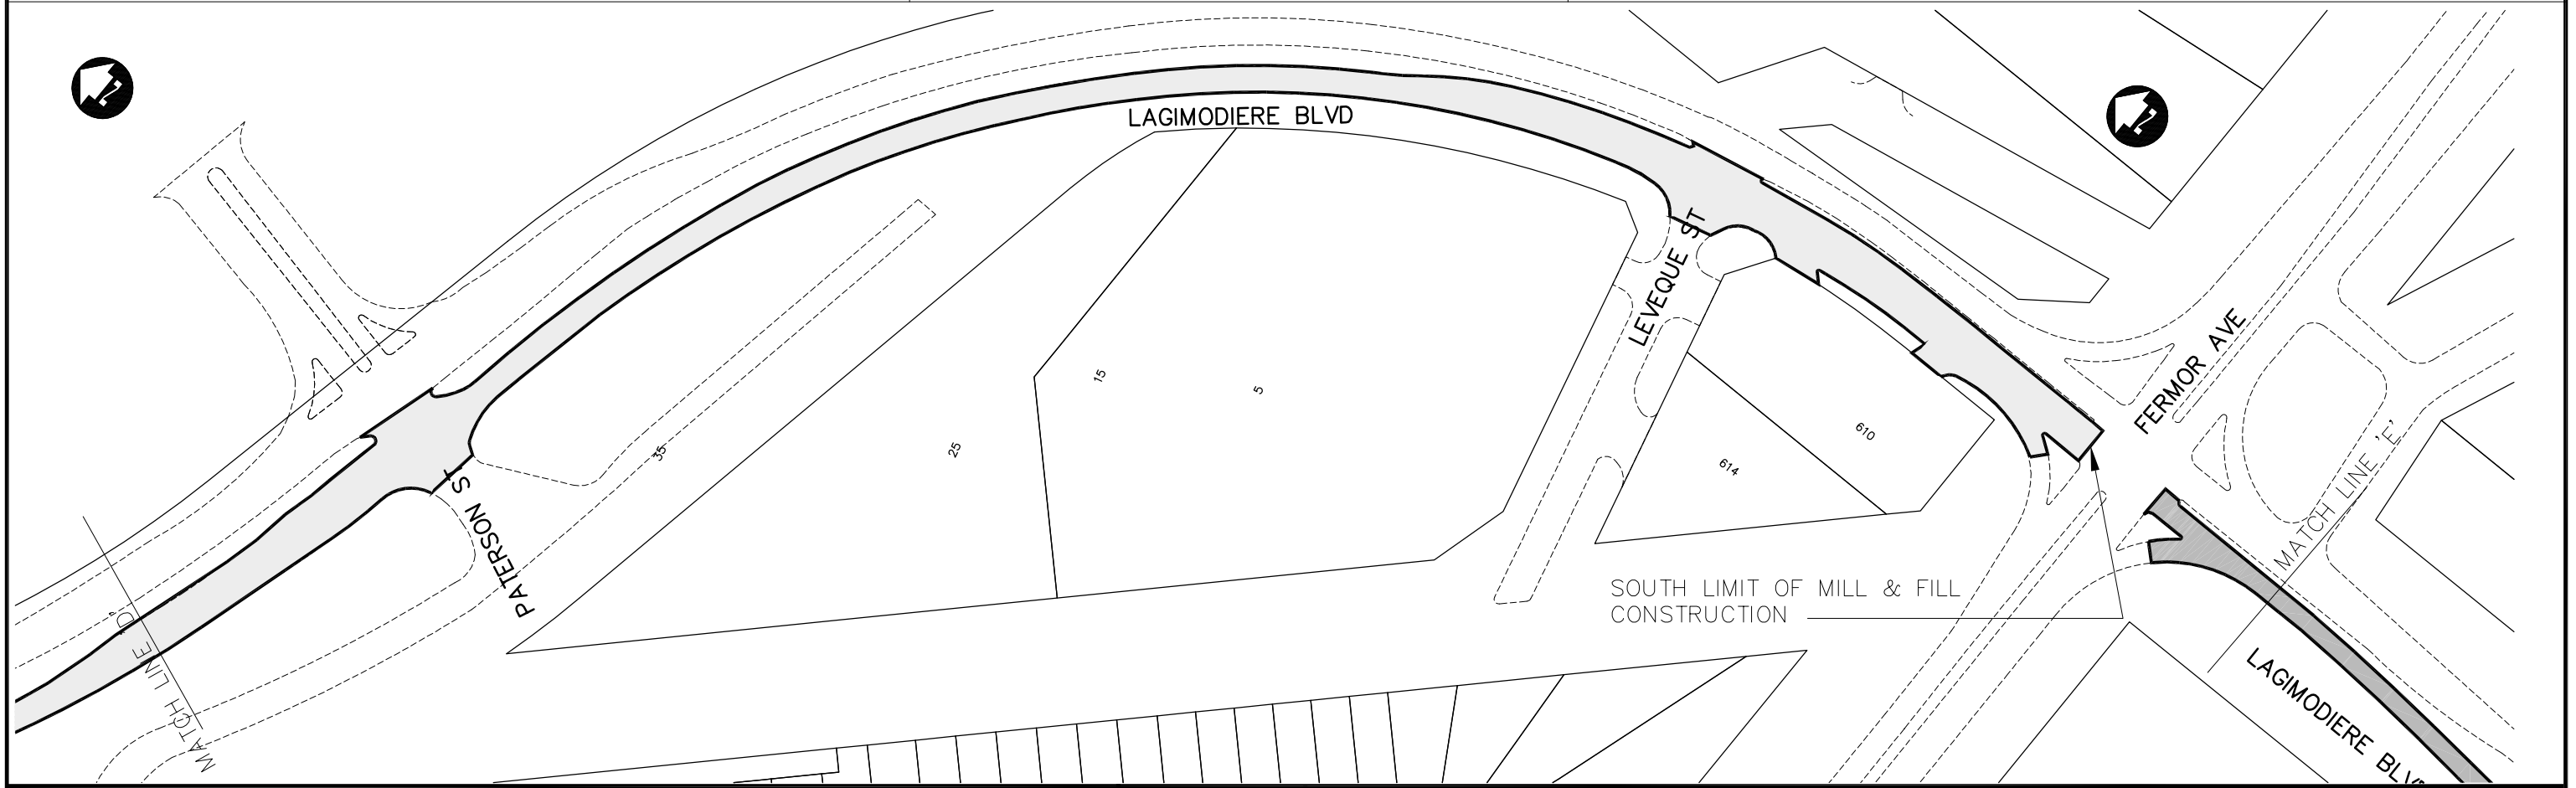 LAGIMODIERE BLVD
LEVEQUE ST
FERMOR AVE
MATCH LINE 'E'
15
5
25
35
610
614
PATERSON ST
SOUTH LIMIT OF MILL & FILL
CONSTRUCTION
MATCH LINE 'D'
LAGIMODIERE BLVD